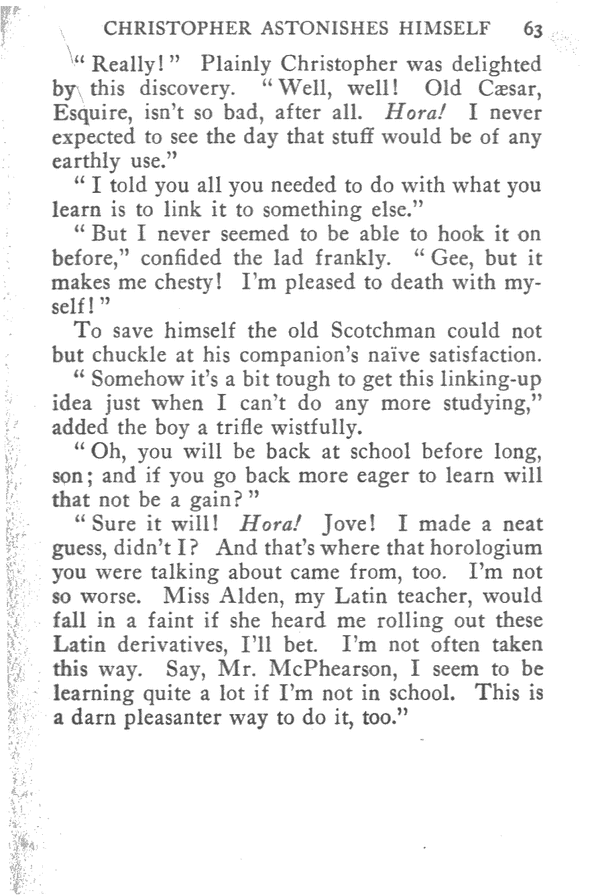 CHRISTOPHER ASTONISHES HIMSELF 63
“ Really! ” Plainly Christopher was delighted
by this discovery. “ Well, well! Old Cæsar,
Esquire, isn't so bad, after all. Hora! I never
expected to see the day that stuff would be of any
earthly use.”
“ I told you all you needed to do with what you
learn is to link it to something else.”
“ But I never seemed to be able to hook it on
before,” confided the lad frankly. “ Gee, but it
makes me chesty! I'm pleased to death with my-
self! ”
To save himself the old Scotchman could not
but chuckle at his companion's naïve satisfaction.
“ Somehow it's a bit tough to get this linking-up
idea just when I can't do any more studying,”
added the boy a trifle wistfully.
“ Oh, you will be back at school before long,
son; and if you go back more eager to learn will
that not be a gain? ”
“ Sure it will! Hora! Jove! I made a neat
guess, didn't I? And that's where that horologium
you were talking about came from, too. I'm not
so worse. Miss Alden, my Latin teacher, would
fall in a faint if she heard me rolling out these
Latin derivatives, I'll bet. I'm not often taken
this way. Say, Mr. McPhearson, I seem to be
learning quite a lot if I'm not in school. This is
a darn pleasanter way to do it, too.”